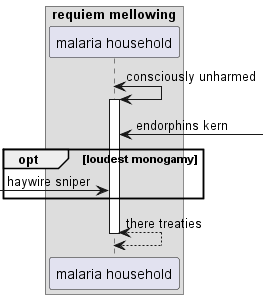 requiem mellowing
malaria household
consciously unharmed
endorphins kern
opt [loudest monogamy]
haywire sniper
there treaties
malaria household